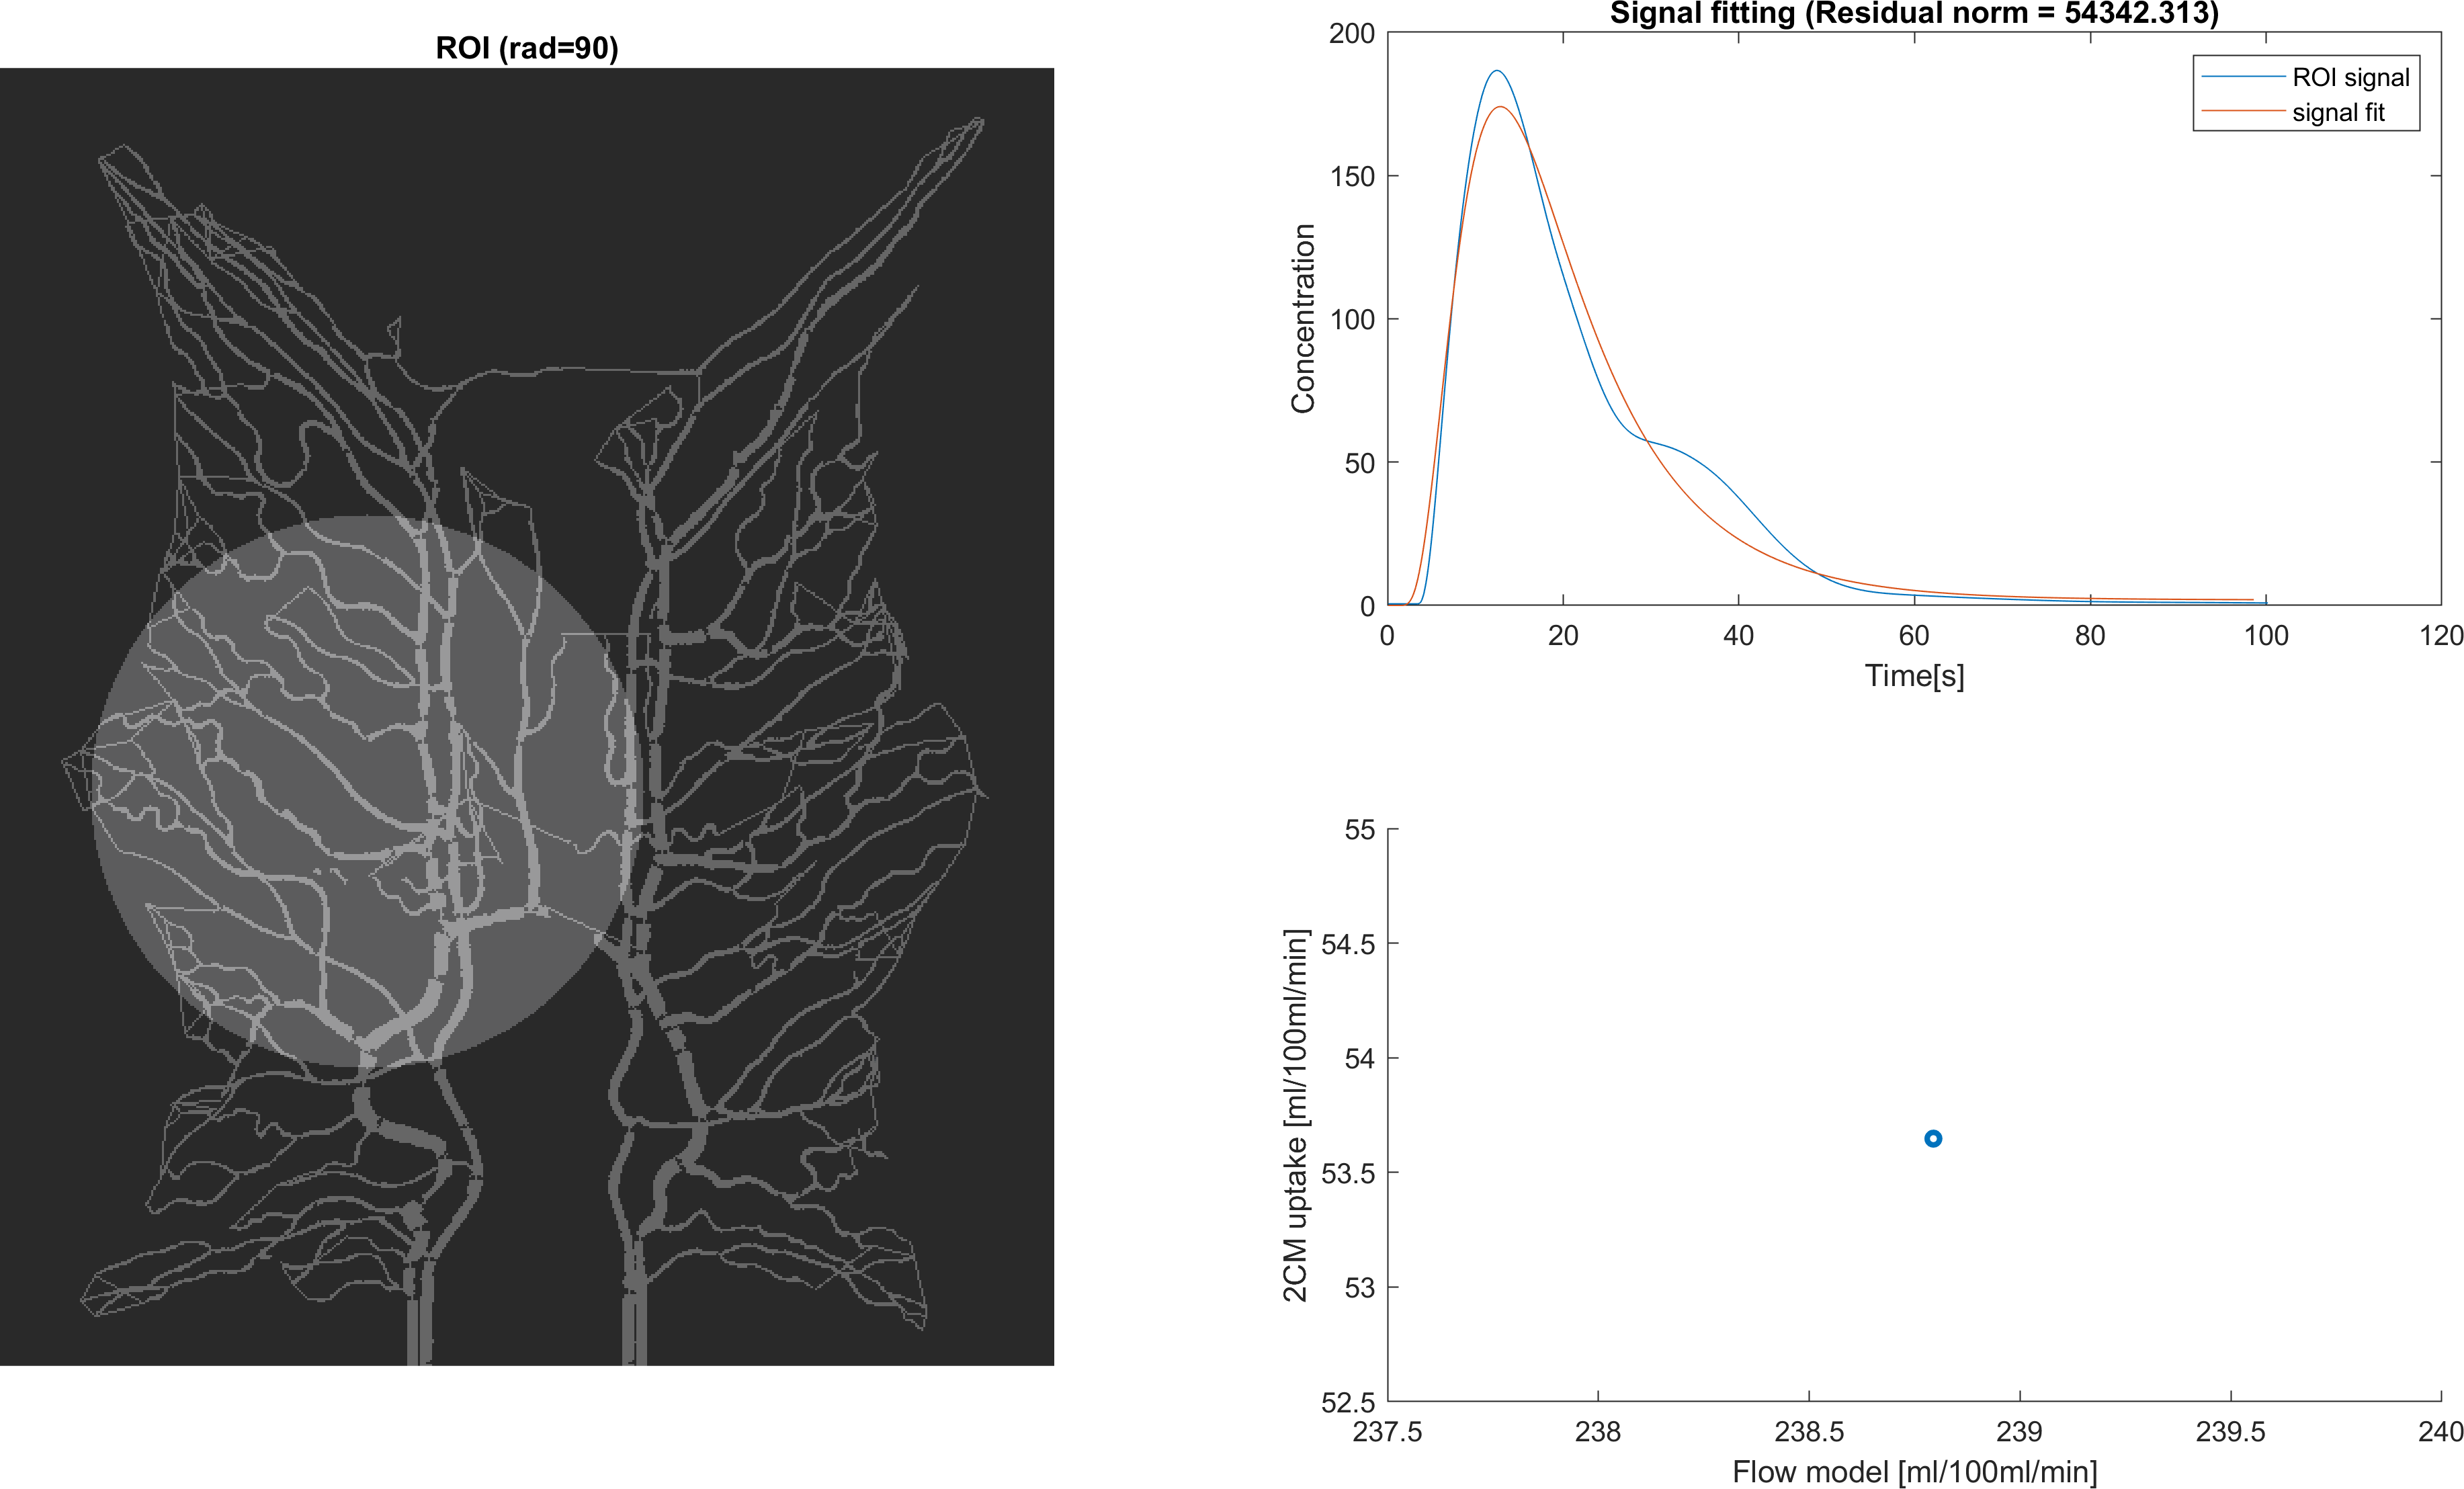 ROI (rad=90)
Signal fitting (Residual norm = 54342.313)
200
150
100
50
0
0 20 40 60 80 100 120
Concentration
Time[s]
ROI signal
signal fit
55
54.5
54
53.5
53
52.5
237.5 238 238.5 239 239.5 240
2CM uptake [ml/100ml/min]
Flow model [ml/100ml/min]